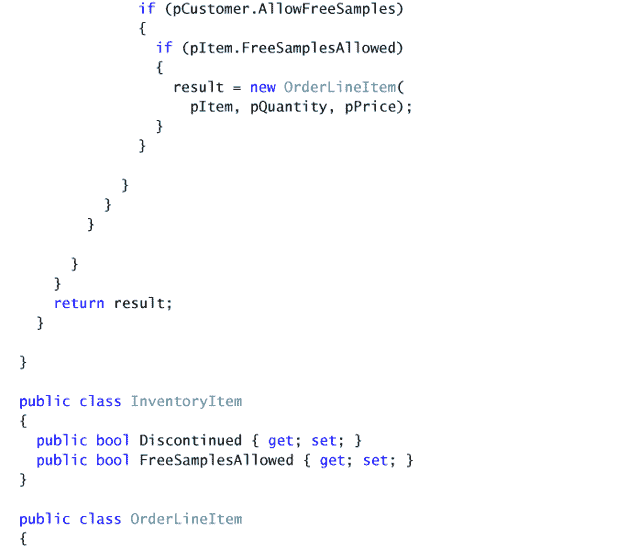 if (pCustomer.AllowFreeSamples)
{
if (pItem.FreeSamplesAllowed)
{
result = new OrderLineItem(
pItem, pQuantity, pPrice);
}
}
}
}
}
}
}
return result;
}
}
public class InventoryItem
{
public bool Discontinued { get; set; }
public bool FreeSamplesAllowed { get; set; }
}
public class OrderLineItem
{